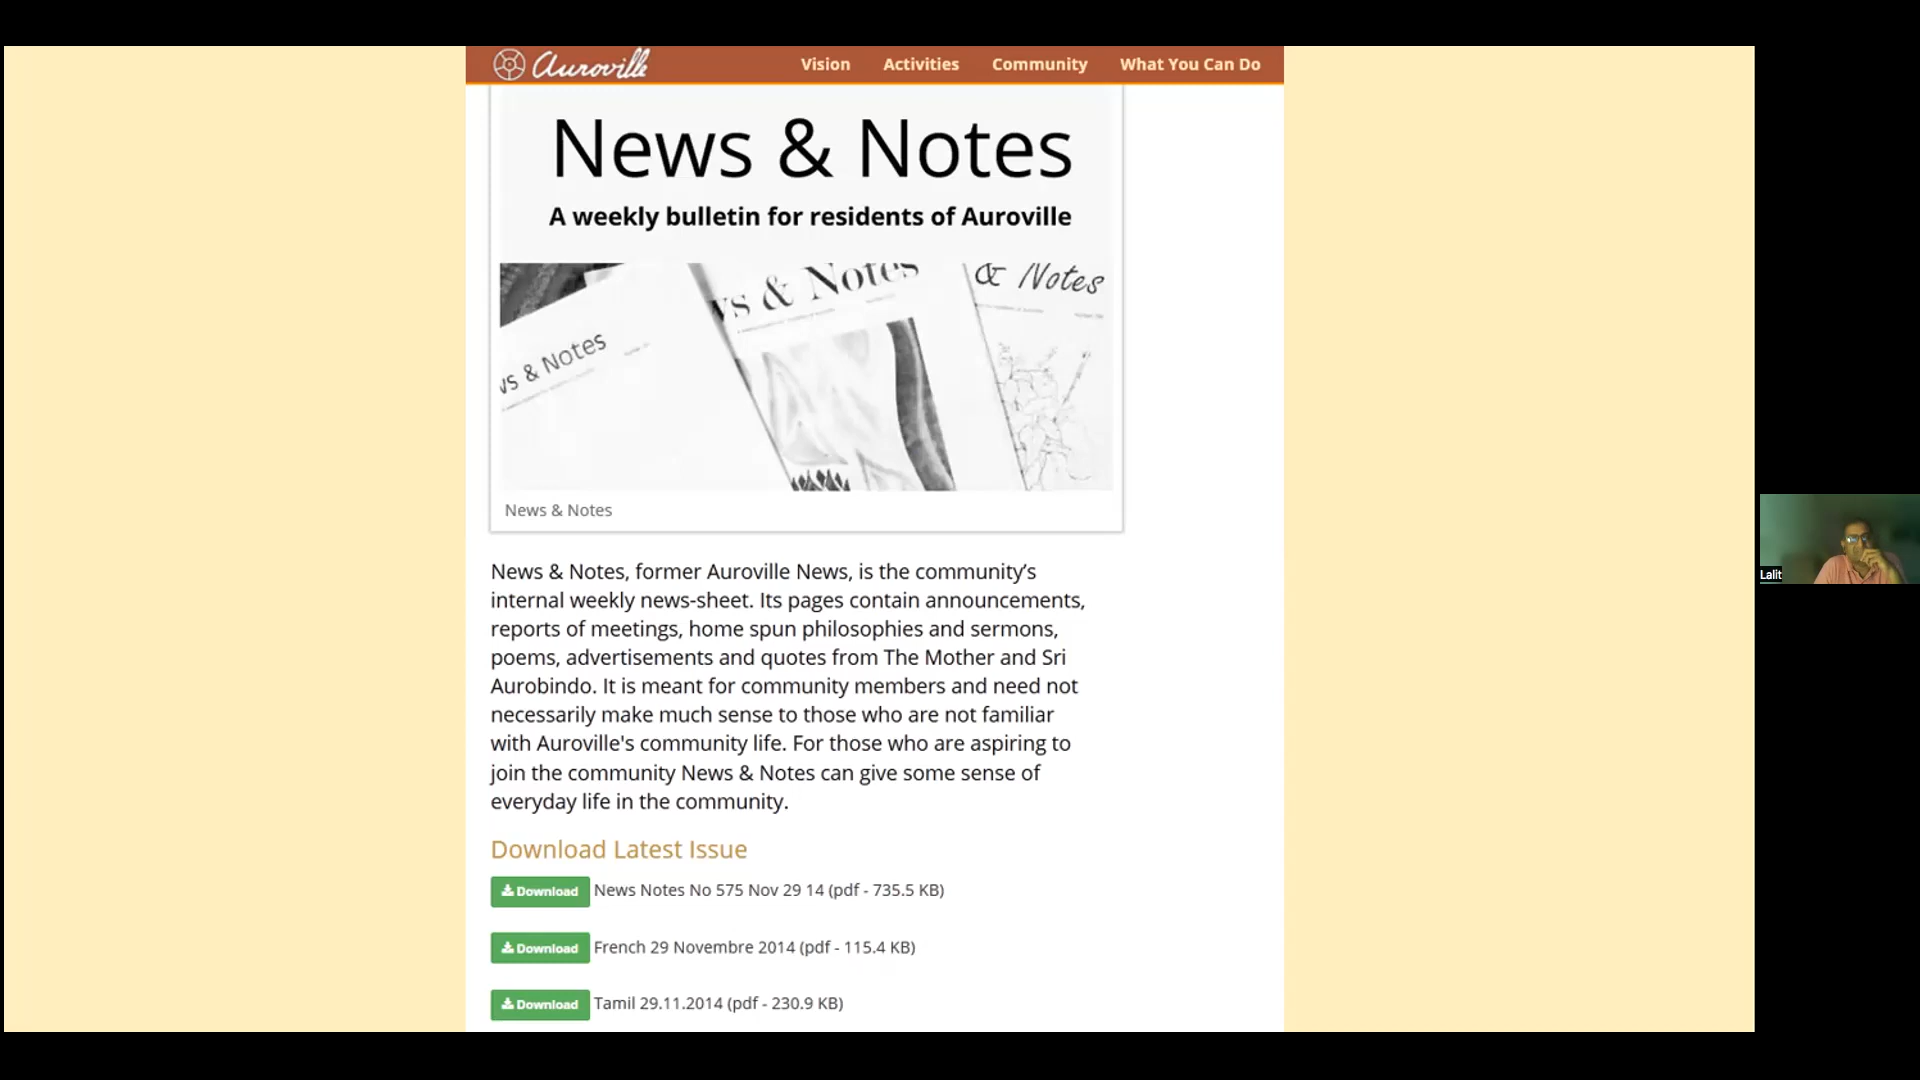 Auroville
Vision Activities Community What You Can Do
News & Notes
A weekly bulletin for residents of Auroville
vs & Notes
vs & Notes
& Notes
News & Notes
News & Notes, former Auroville News, is the community’s
internal weekly news-sheet. Its pages contain announcements,
reports of meetings, home spun philosophies and sermons,
poems, advertisements and quotes from The Mother and Sri
Aurobindo. It is meant for community members and need not
necessarily make much sense to those who are not familiar
with Auroville's community life. For those who are aspiring to
join the community News & Notes can give some sense of
everyday life in the community.
Download Latest Issue
Download News Notes No 575 Nov 29 14 (pdf - 735.5 KB)
Download French 29 Novembre 2014 (pdf - 115.4 KB)
Download Tamil 29.11.2014 (pdf - 230.9 KB)
Lalit